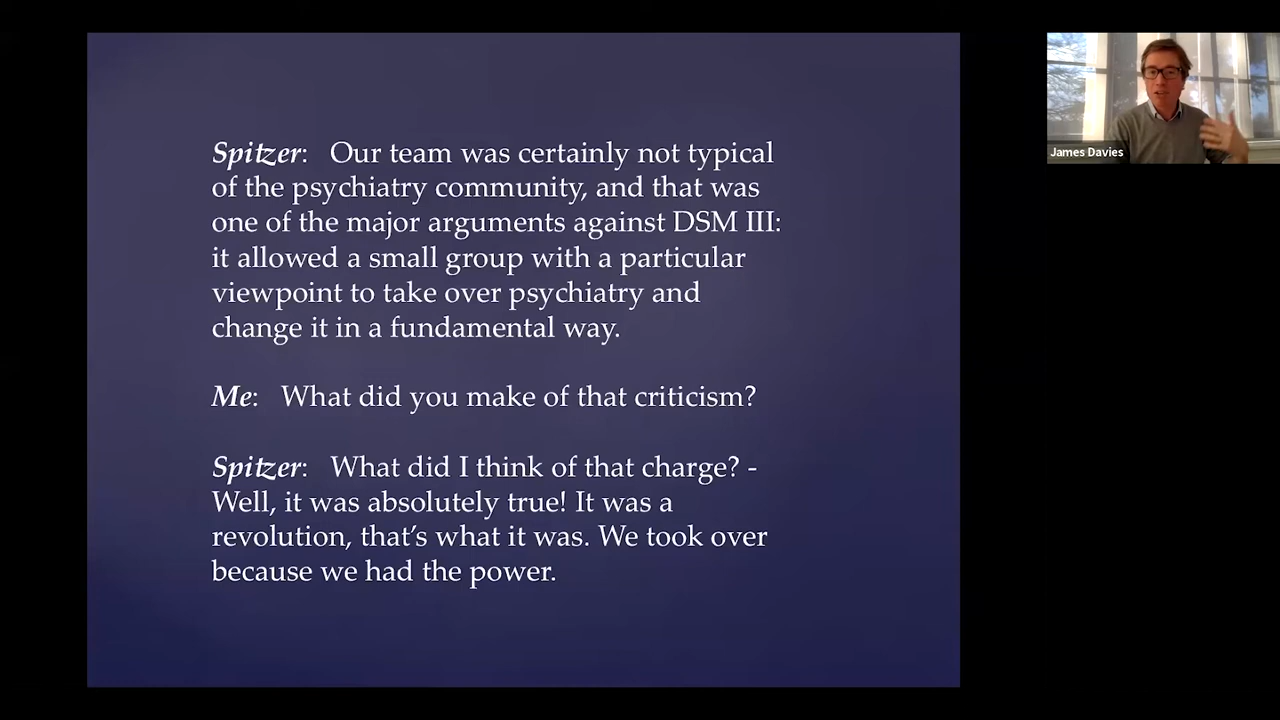 Spitzer: Our team was certainly not typical
of the psychiatry community, and that was
one of the major arguments against DSM III:
it allowed a small group with a particular
viewpoint to take over psychiatry and
change it in a fundamental way.
Me: What did you make of that criticism?
Spitzer: What did I think of that charge? -
Well, it was absolutely true! It was a
revolution, that's what it was. We took over
because we had the power.
James Davies